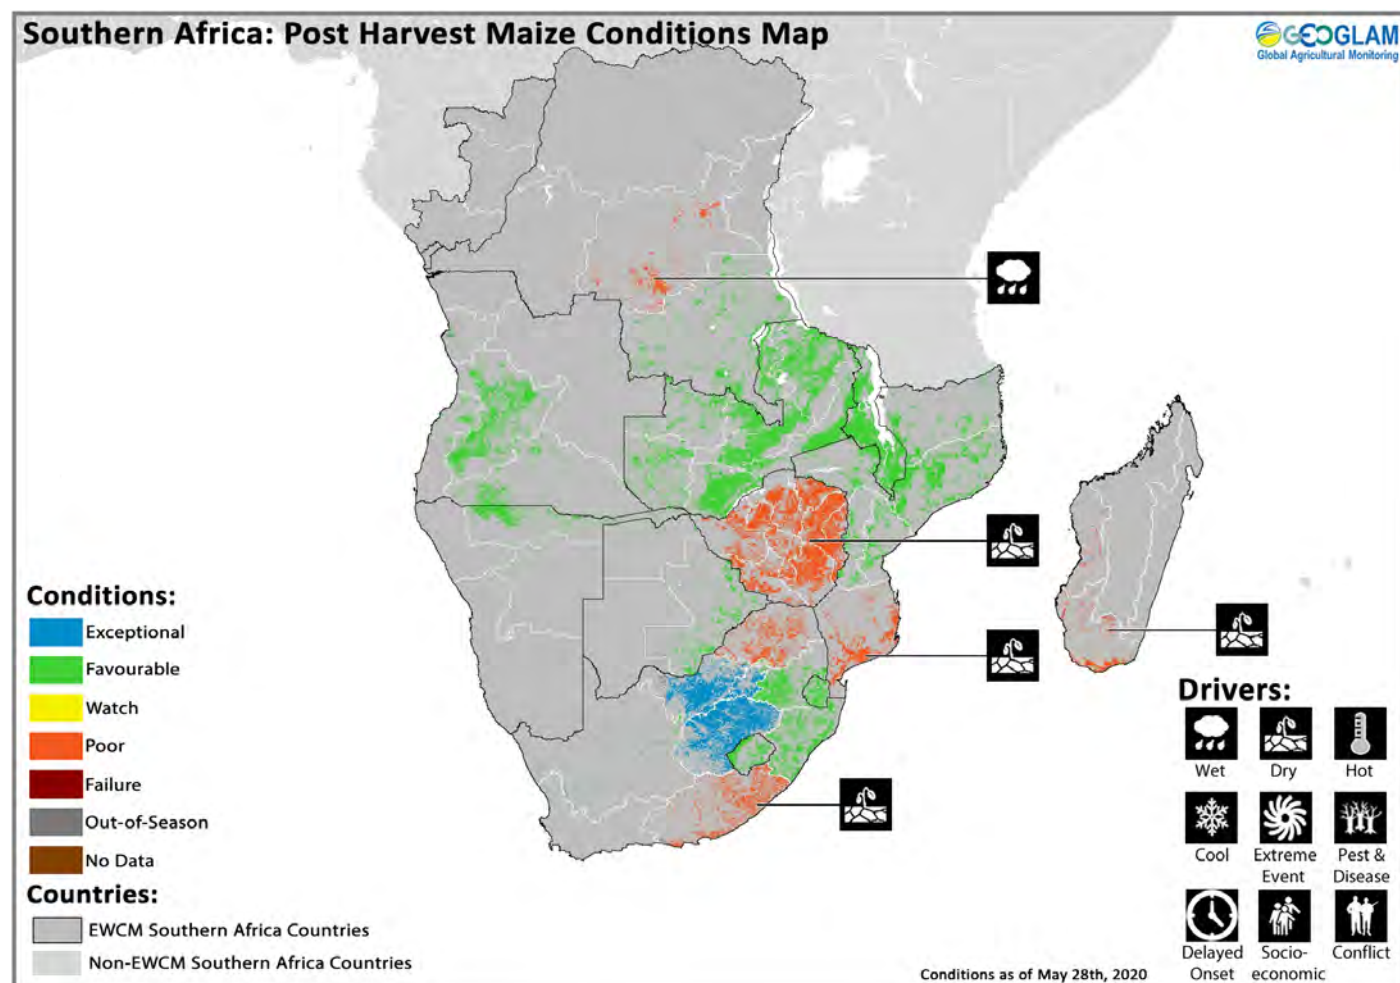 Southern Africa: Post Harvest Maize Conditions Map
GEOGLAM
Global Agricultural Monitoring
Conditions:
Exceptional
Favourable
Watch
Poor
Failure
Out-of-Season
No Data
Countries:
EWCM Southern Africa Countries
Non-EWCM Southern Africa Countries
Drivers:
Wet
Dry
Hot
Cool
Extreme
Event
Pest &
Disease
Delayed
Onset
Socio-
economic
Conflict
Conditions as of May 28th, 2020